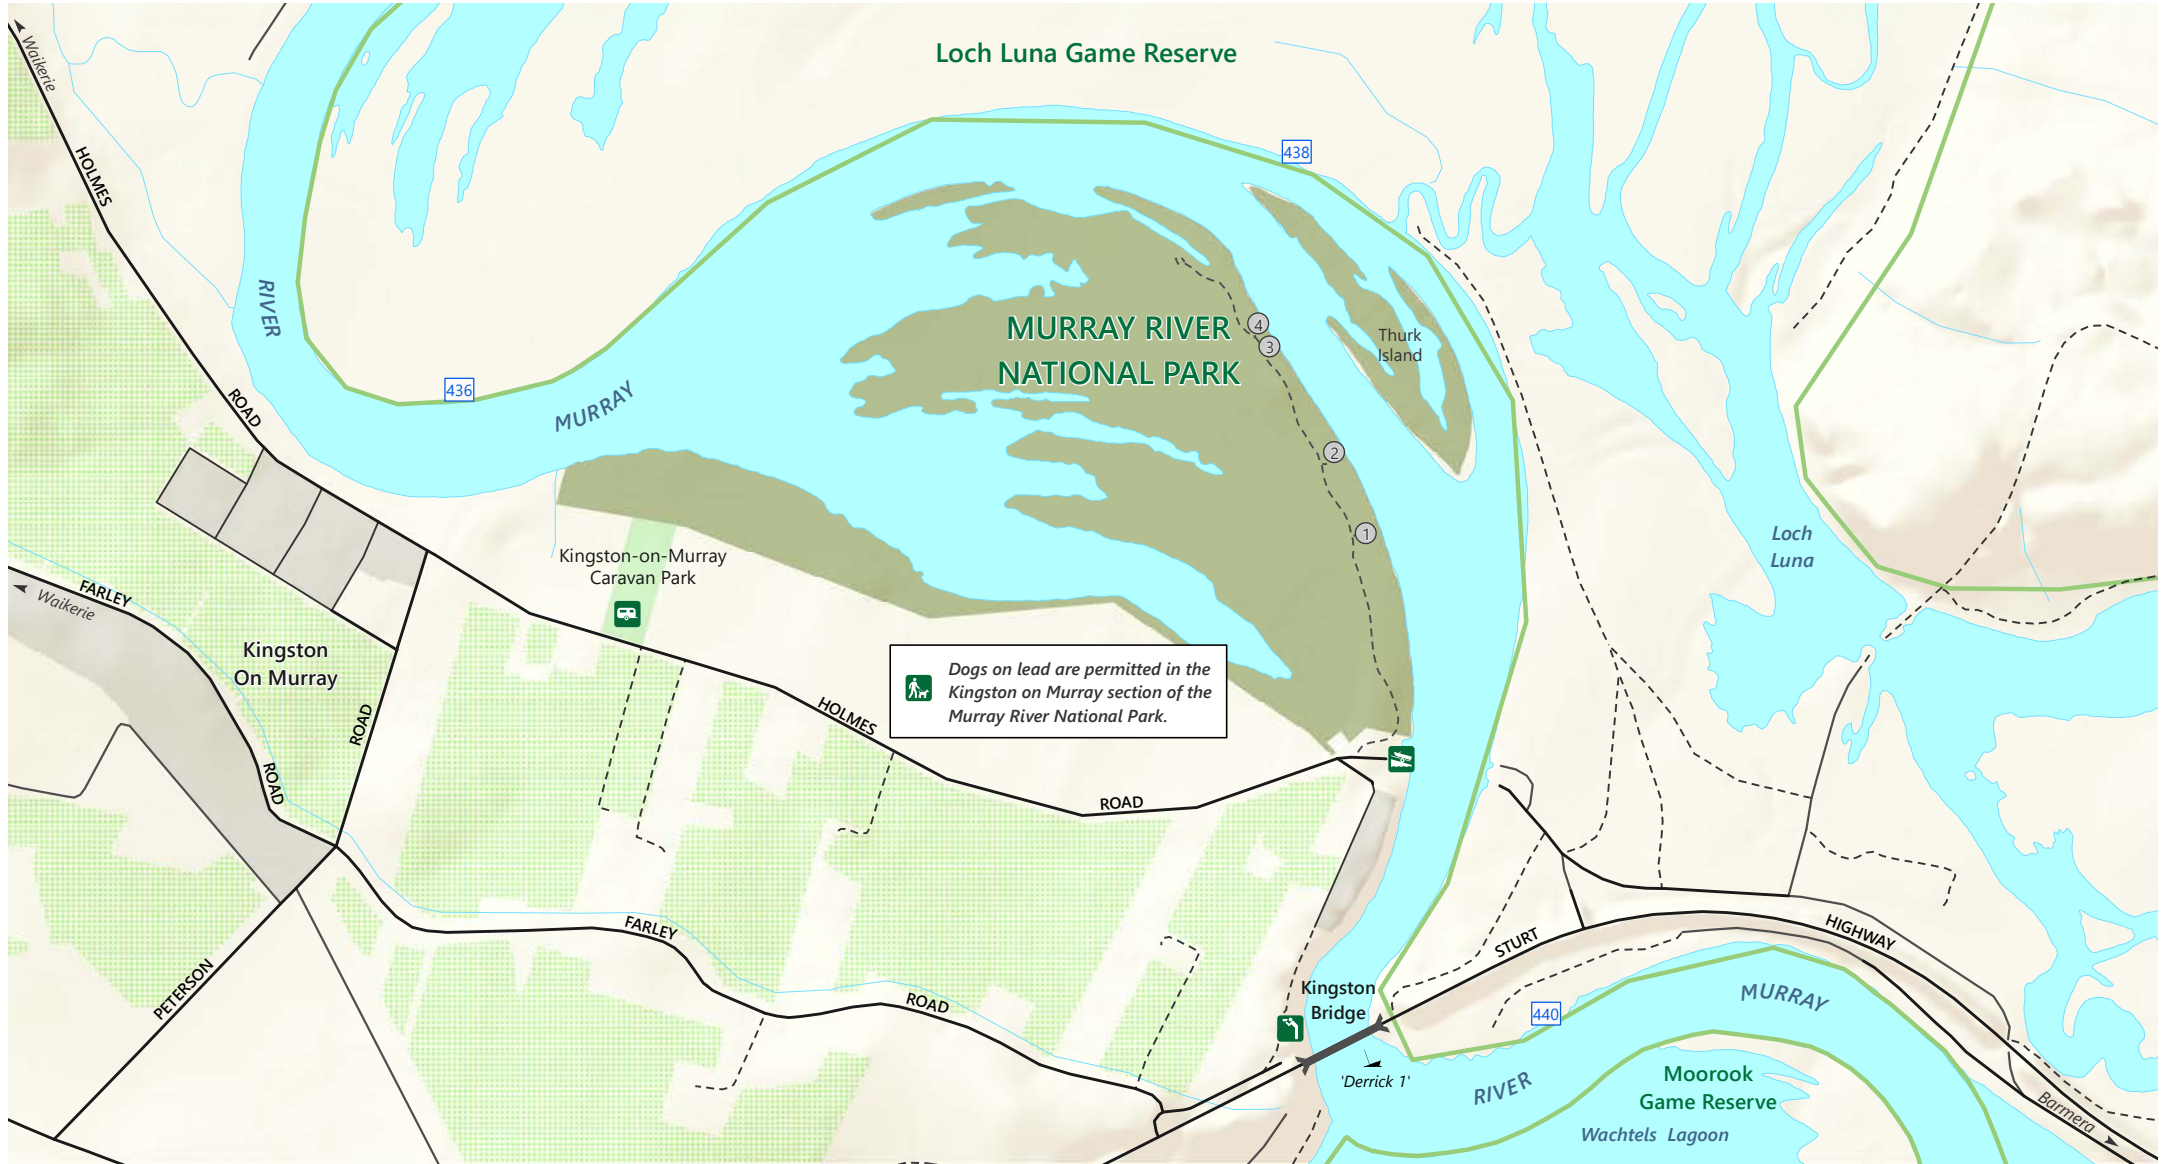 Loch Luna Game Reserve
Waikerie
HOLMES
438
RIVER
MURRAY RIVER
NATIONAL PARK
4
3
Thurk
Island
436
MURRAY
ROAD
2
1
Loch
Luna
Kingston-on-Murray
Caravan Park
FARLEY
Waikerie
Kingston
On Murray
ROAD
HOLMES
Dogs on lead are permitted in the
Kingston on Murray section of the
Murray River National Park.
ROAD
ROAD
FARLEY
PETERSON
ROAD
STURT
HIGHWAY
Kingston
Bridge
440
MURRAY
'Derrick 1'
RIVER
Moorook
Game Reserve
Wachtels Lagoon
Barmera